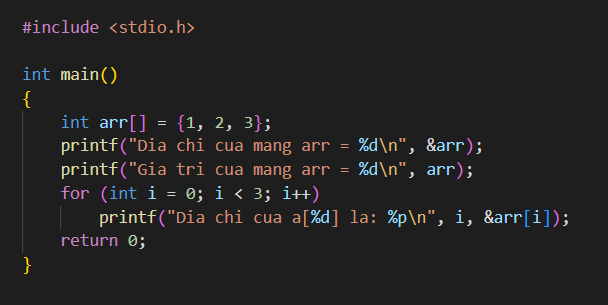 #include <stdio.h>
int main()
{
    int arr[] = {1, 2, 3};
    printf("Dia chi cua mang arr = %d\n", &arr);
    printf("Gia tri cua mang arr = %d\n", arr);
    for (int i = 0; i < 3; i++)
        printf("Dia chi cua a[%d] la: %p\n", i, &arr[i]);
    return 0;
}